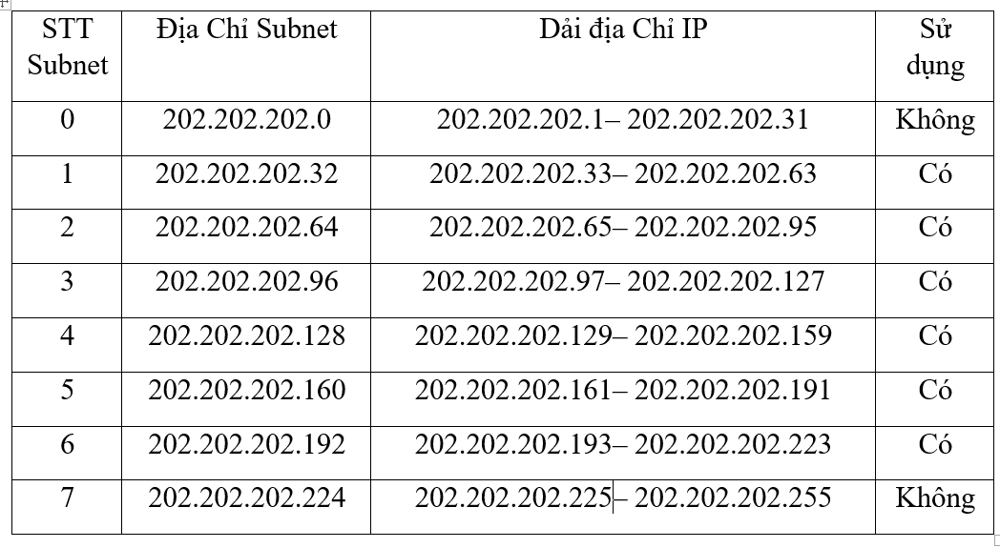 STT Subnet
Địa Chỉ Subnet
Dải địa Chỉ IP
Sử dụng
0 202.202.202.0 202.202.202.1– 202.202.202.31 Không
1 202.202.202.32 202.202.202.33– 202.202.202.63 Có
2 202.202.202.64 202.202.202.65– 202.202.202.95 Có
3 202.202.202.96 202.202.202.97– 202.202.202.127 Có
4 202.202.202.128 202.202.202.129– 202.202.202.159 Có
5 202.202.202.160 202.202.202.161– 202.202.202.191 Có
6 202.202.202.192 202.202.202.193– 202.202.202.223 Có
7 202.202.202.224 202.202.202.225– 202.202.202.255 Không